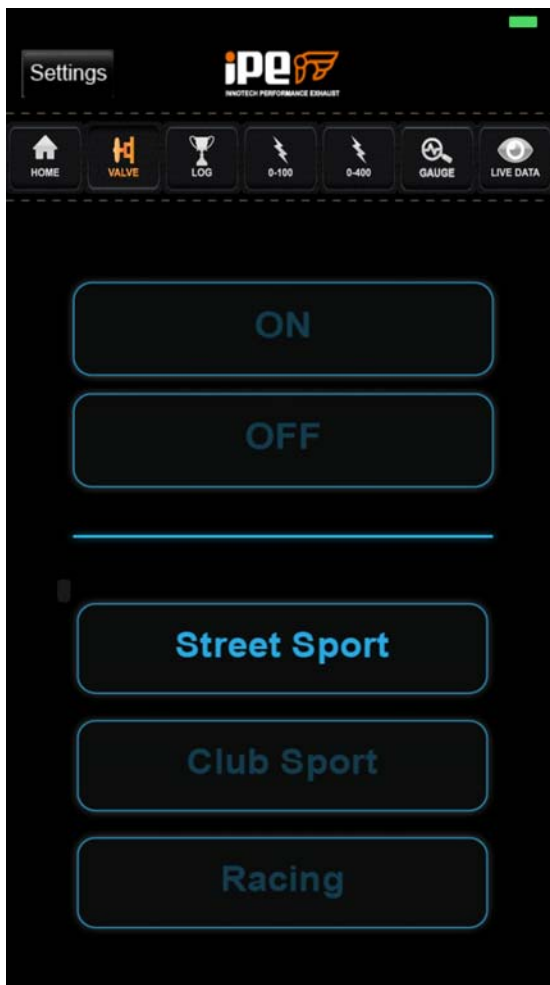 Settings
iPE
INNOTECH PERFORMANCE EXHAUST
HOME
VALVE
LOG
0-100
0-400
GAUGE
LIVE DATA
ON
OFF
Street Sport
Club Sport
Racing